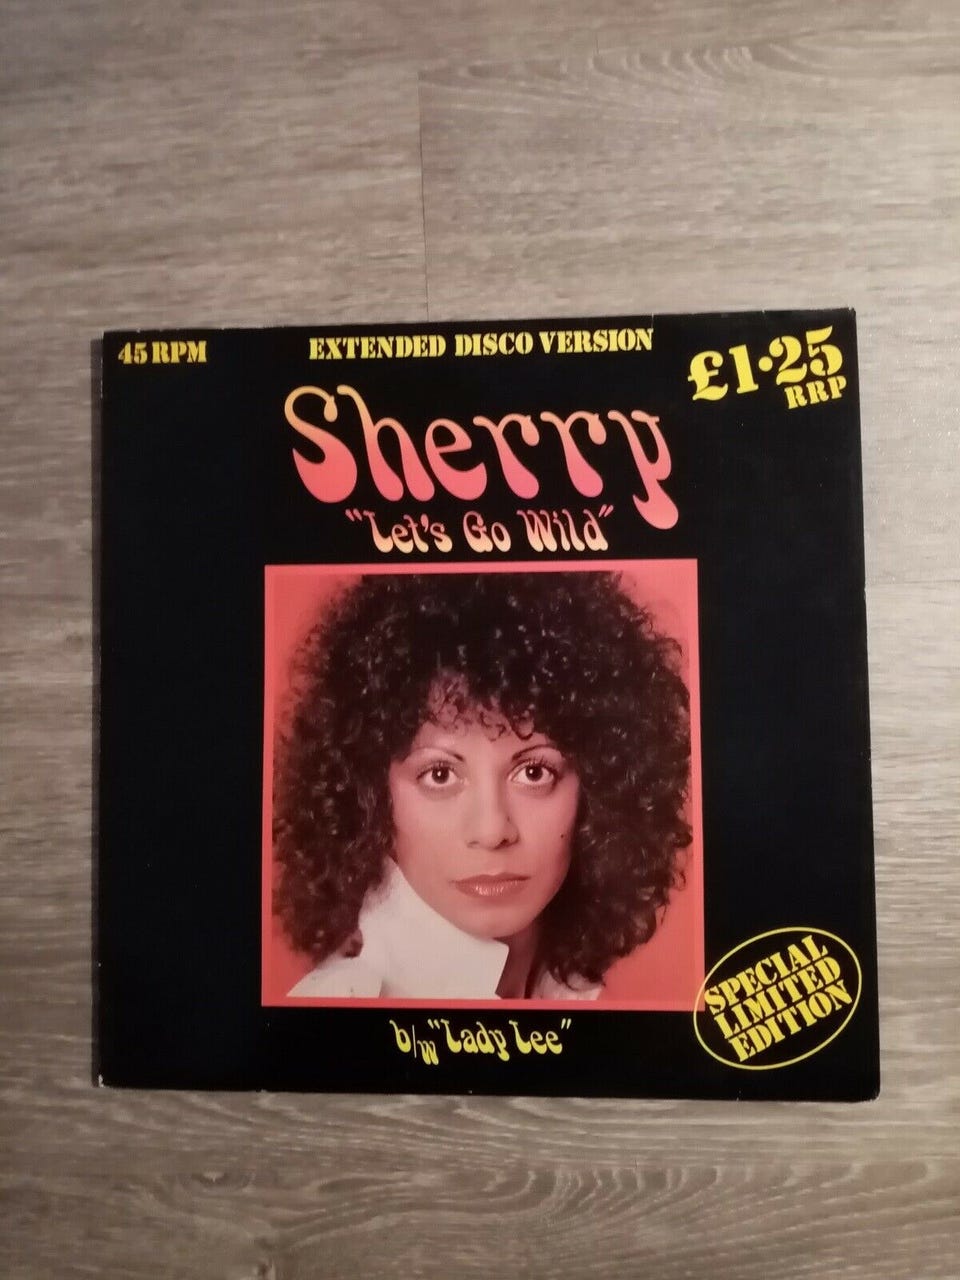 45 RPM
EXTENDED DISCO VERSION
£1·25
RRP
Sherry
"Let's Go Wild"
SPECIAL
LIMITED
EDITION
b/w "Lady Lee"